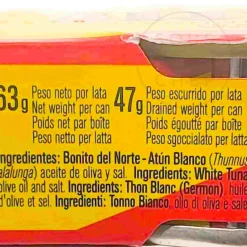 63g Peso neto por lata 47g Peso escurrido por lata
Net weight per can Drained weight per can
Poids net par boîte Poids égoutté par boîte
Peso netto per latta Peso sgocciolato per latta
Ingredientes: Bonito del Norte-Atún Blanco (Thunnus
alalunga) aceite de oliva y sal. Ingredients: White Tuna
olive oil and salt. Ingredients: Thon Blanc (Germon), huile
d'olive et sel. Ingredienti: Tonno Bianco, olio di oliva e sale